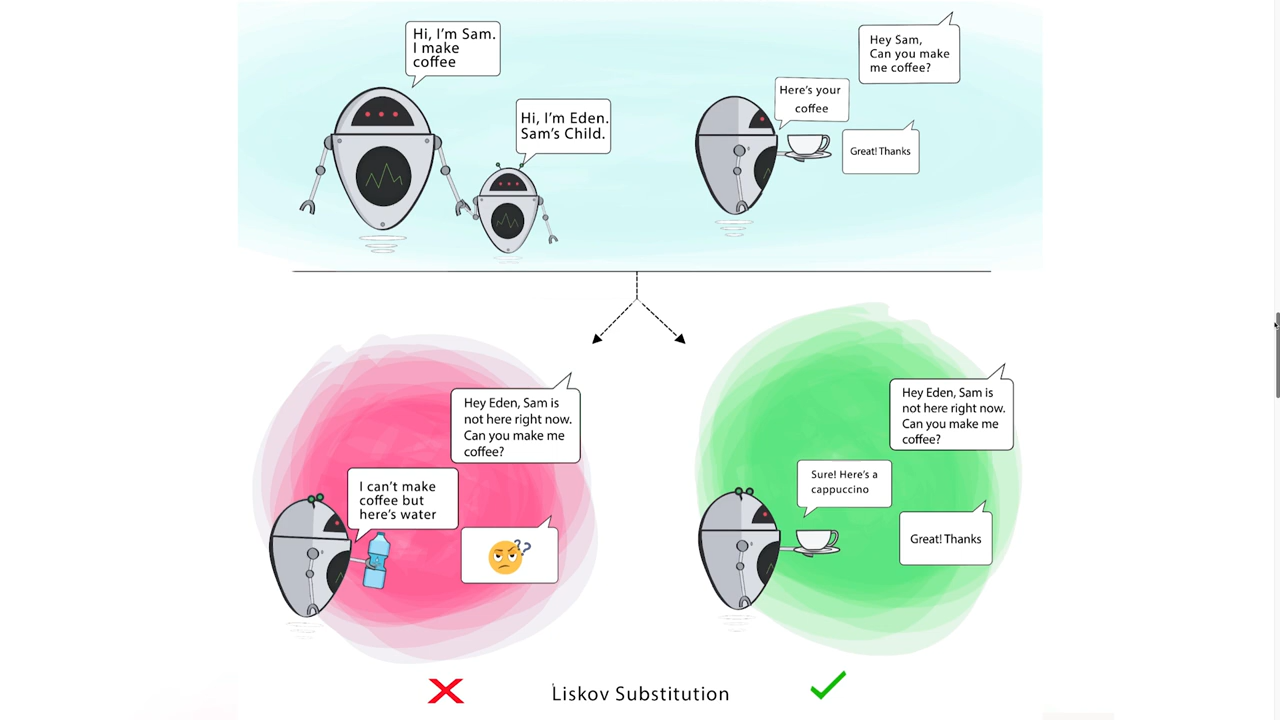 Hi, I'm Sam.
I make
coffee
Hi, I'm Eden.
Sam's Child.
Hey Sam,
Can you make
me coffee?
Here's your
coffee
Great! Thanks
Hey Eden, Sam is
not here right now.
Can you make me
coffee?
I can't make
coffee but
here's water
??
Hey Eden, Sam is
not here right now.
Can you make me
coffee?
Sure! Here's a
cappuccino
Great! Thanks
Liskov Substitution